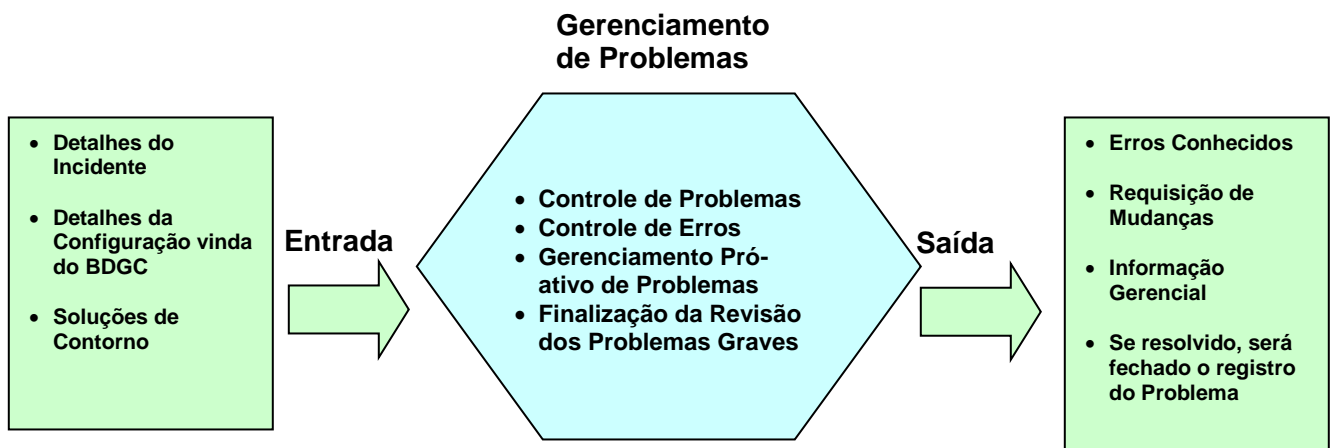 Gerenciamento
de Problemas
• Detalhes do
Incidente
• Detalhes da
Configuração vinda
do BDGC
• Soluções de
Contorno
Entrada
• Controle de Problemas
• Controle de Erros
• Gerenciamento Pró-
ativo de Problemas
• Finalização da Revisão
dos Problemas Graves
Saída
• Erros Conhecidos
• Requisição de
Mudanças
• Informação
Gerencial
• Se resolvido, será
fechado o registro
do Problema